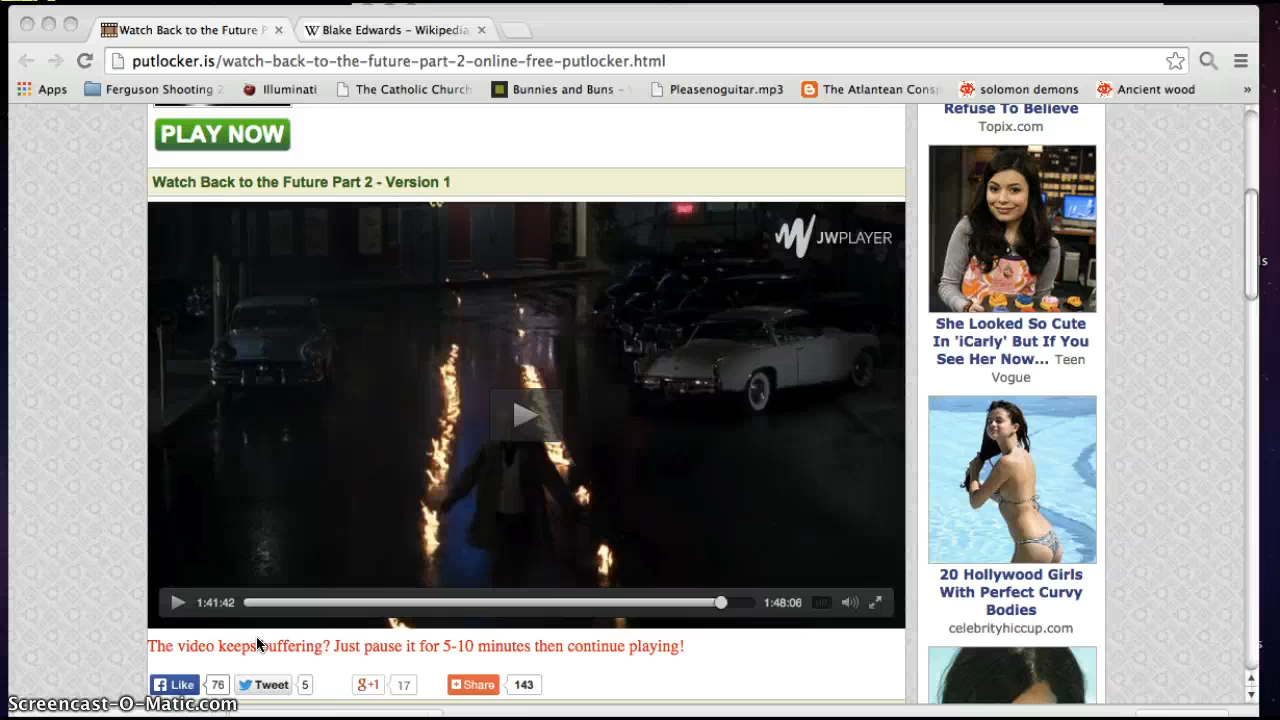 Watch Back to the Future P
Blake Edwards - Wikipedia
putlocker.is/watch-back-to-the-future-part-2-online-free-putlocker.html
Apps
Ferguson Shooting 2
Illuminati
The Catholic Church
Bunnies and Buns -
Pleasenoguitar.mp3
The Atlantean Consp
solomon demons
Ancient wood
»
PLAY NOW
Watch Back to the Future Part 2 - Version 1
JWPLAYER
1:41:42
1:48:06
The video keeps buffering? Just pause it for 5-10 minutes then continue playing!
Like
76
Tweet
5
g+1
17
Share
143
Refuse To Believe
Topix.com
She Looked So Cute
In 'iCarly' But If You
See Her Now... Teen
Vogue
20 Hollywood Girls
With Perfect Curvy
Bodies
celebrityhiccup.com
Screencast-O-Matic.com